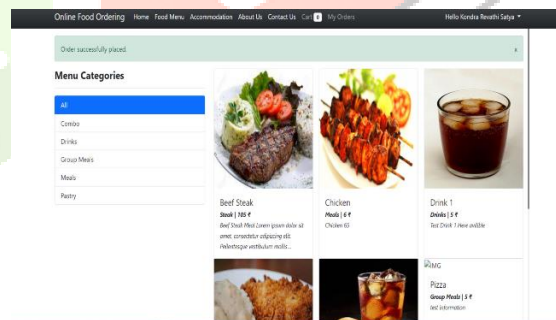 Online Food Ordering Home Food Menu Accommodation About Us Contact Us Cart 0 My Orders Hello Kondra Revathi Satya
Order successfully placed. x
Menu Categories
All
Combo
Drinks
Group Meals
Meals
Pastry
Beef Steak
Steak | 105 ₹
Beef Steak Meal Lorem ipsum dolor sit
amet, consectetur adipiscing elit.
Pellentesque vestibulum mollis...
Chicken
Meals | 6 ₹
Chicken 65
Drink 1
Drinks | 5 ₹
Test Drink 1 Here
IMG
Pizza
Group Meals | 5 ₹
test information